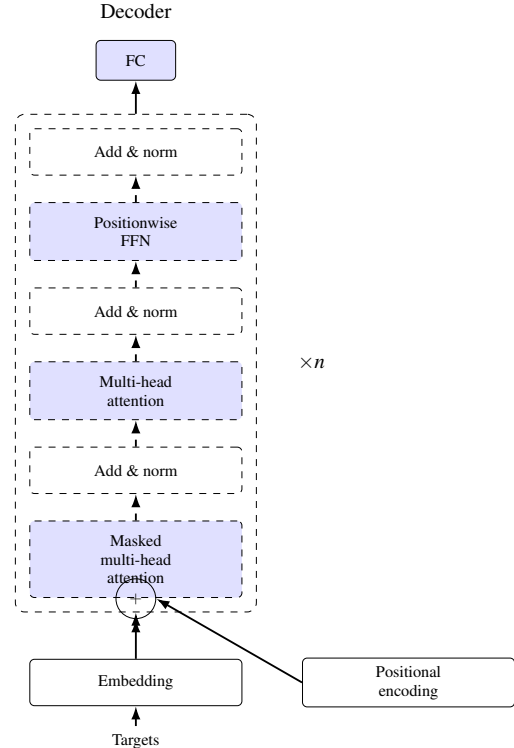 Decoder
FC
Add & norm
Positionwise
FFN
Add & norm
×n
Multi-head
attention
Add & norm
Masked
multi-head
attention
+
Embedding
Positional
encoding
Targets